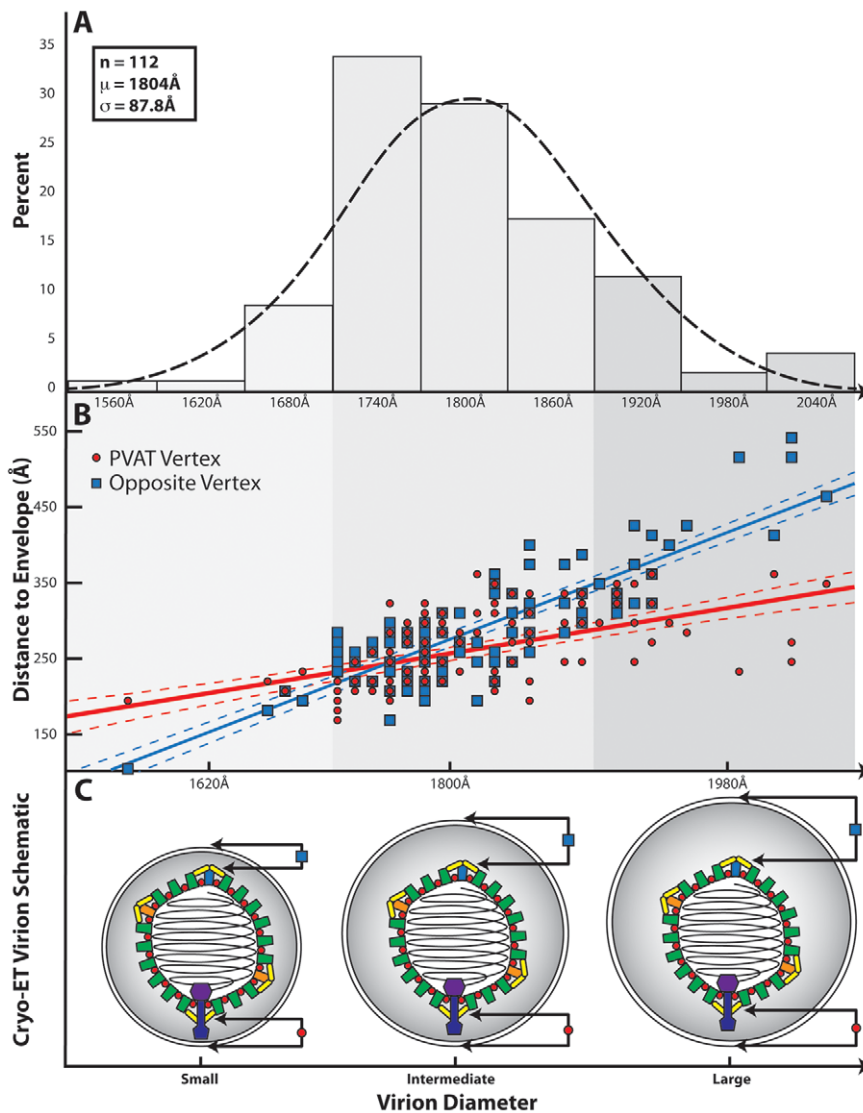 A
35
30
25
20
15
10
5
0
Percent
n = 112
μ = 1804Å
σ = 87.8Å
1560Å 1620Å 1680Å 1740Å 1800Å 1860Å 1920Å 1980Å 2040Å
B
550
450
350
250
150
Distance to Envelope (Å)
PVAT Vertex
Opposite Vertex
1620Å 1800Å 1980Å
C
Cryo-ET Virion Schematic
Small Intermediate Large
Virion Diameter